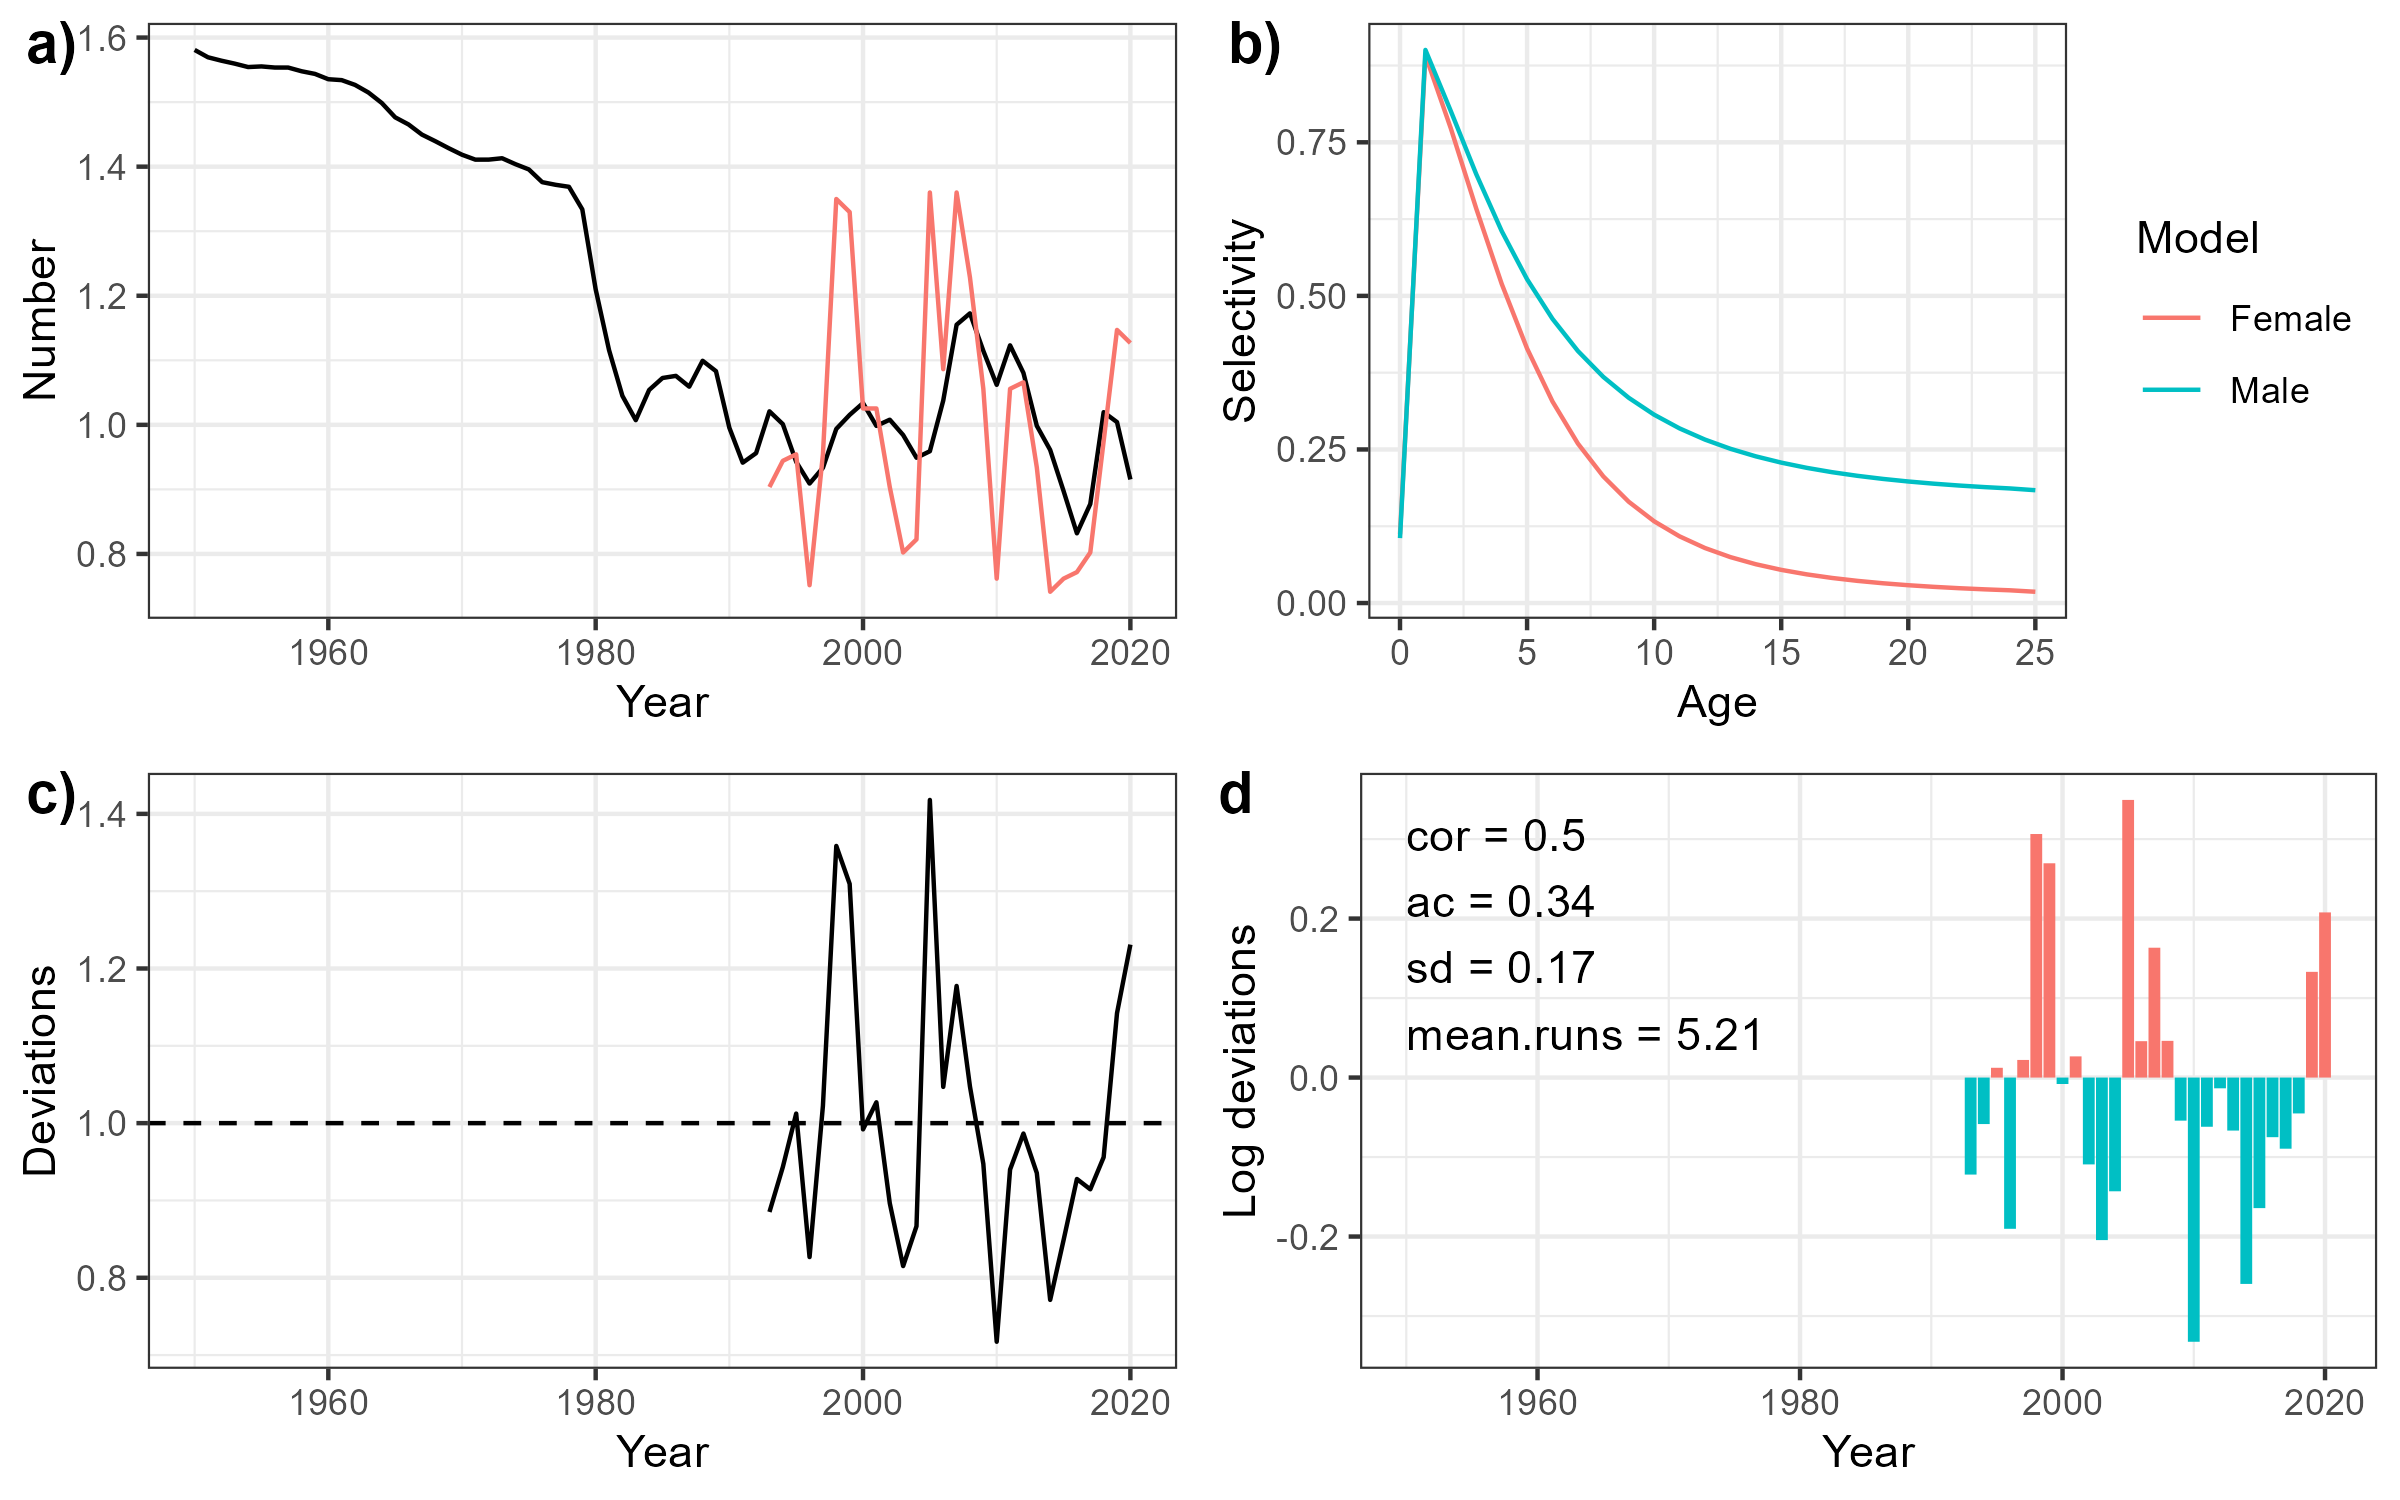 a)
1.6
1.4
1.2
1.0
0.8
Number
1960 1980 2000 2020
Year
b)
0.75
0.50
0.25
0.00
Selectivity
0 5 10 15 20 25
Age
Model
Female
Male
c)
1.4
1.2
1.0
0.8
Deviations
1960 1980 2000 2020
Year
d
cor = 0.5
ac = 0.34
sd = 0.17
mean.runs = 5.21
0.2
0.0
-0.2
Log deviations
1960 1980 2000 2020
Year